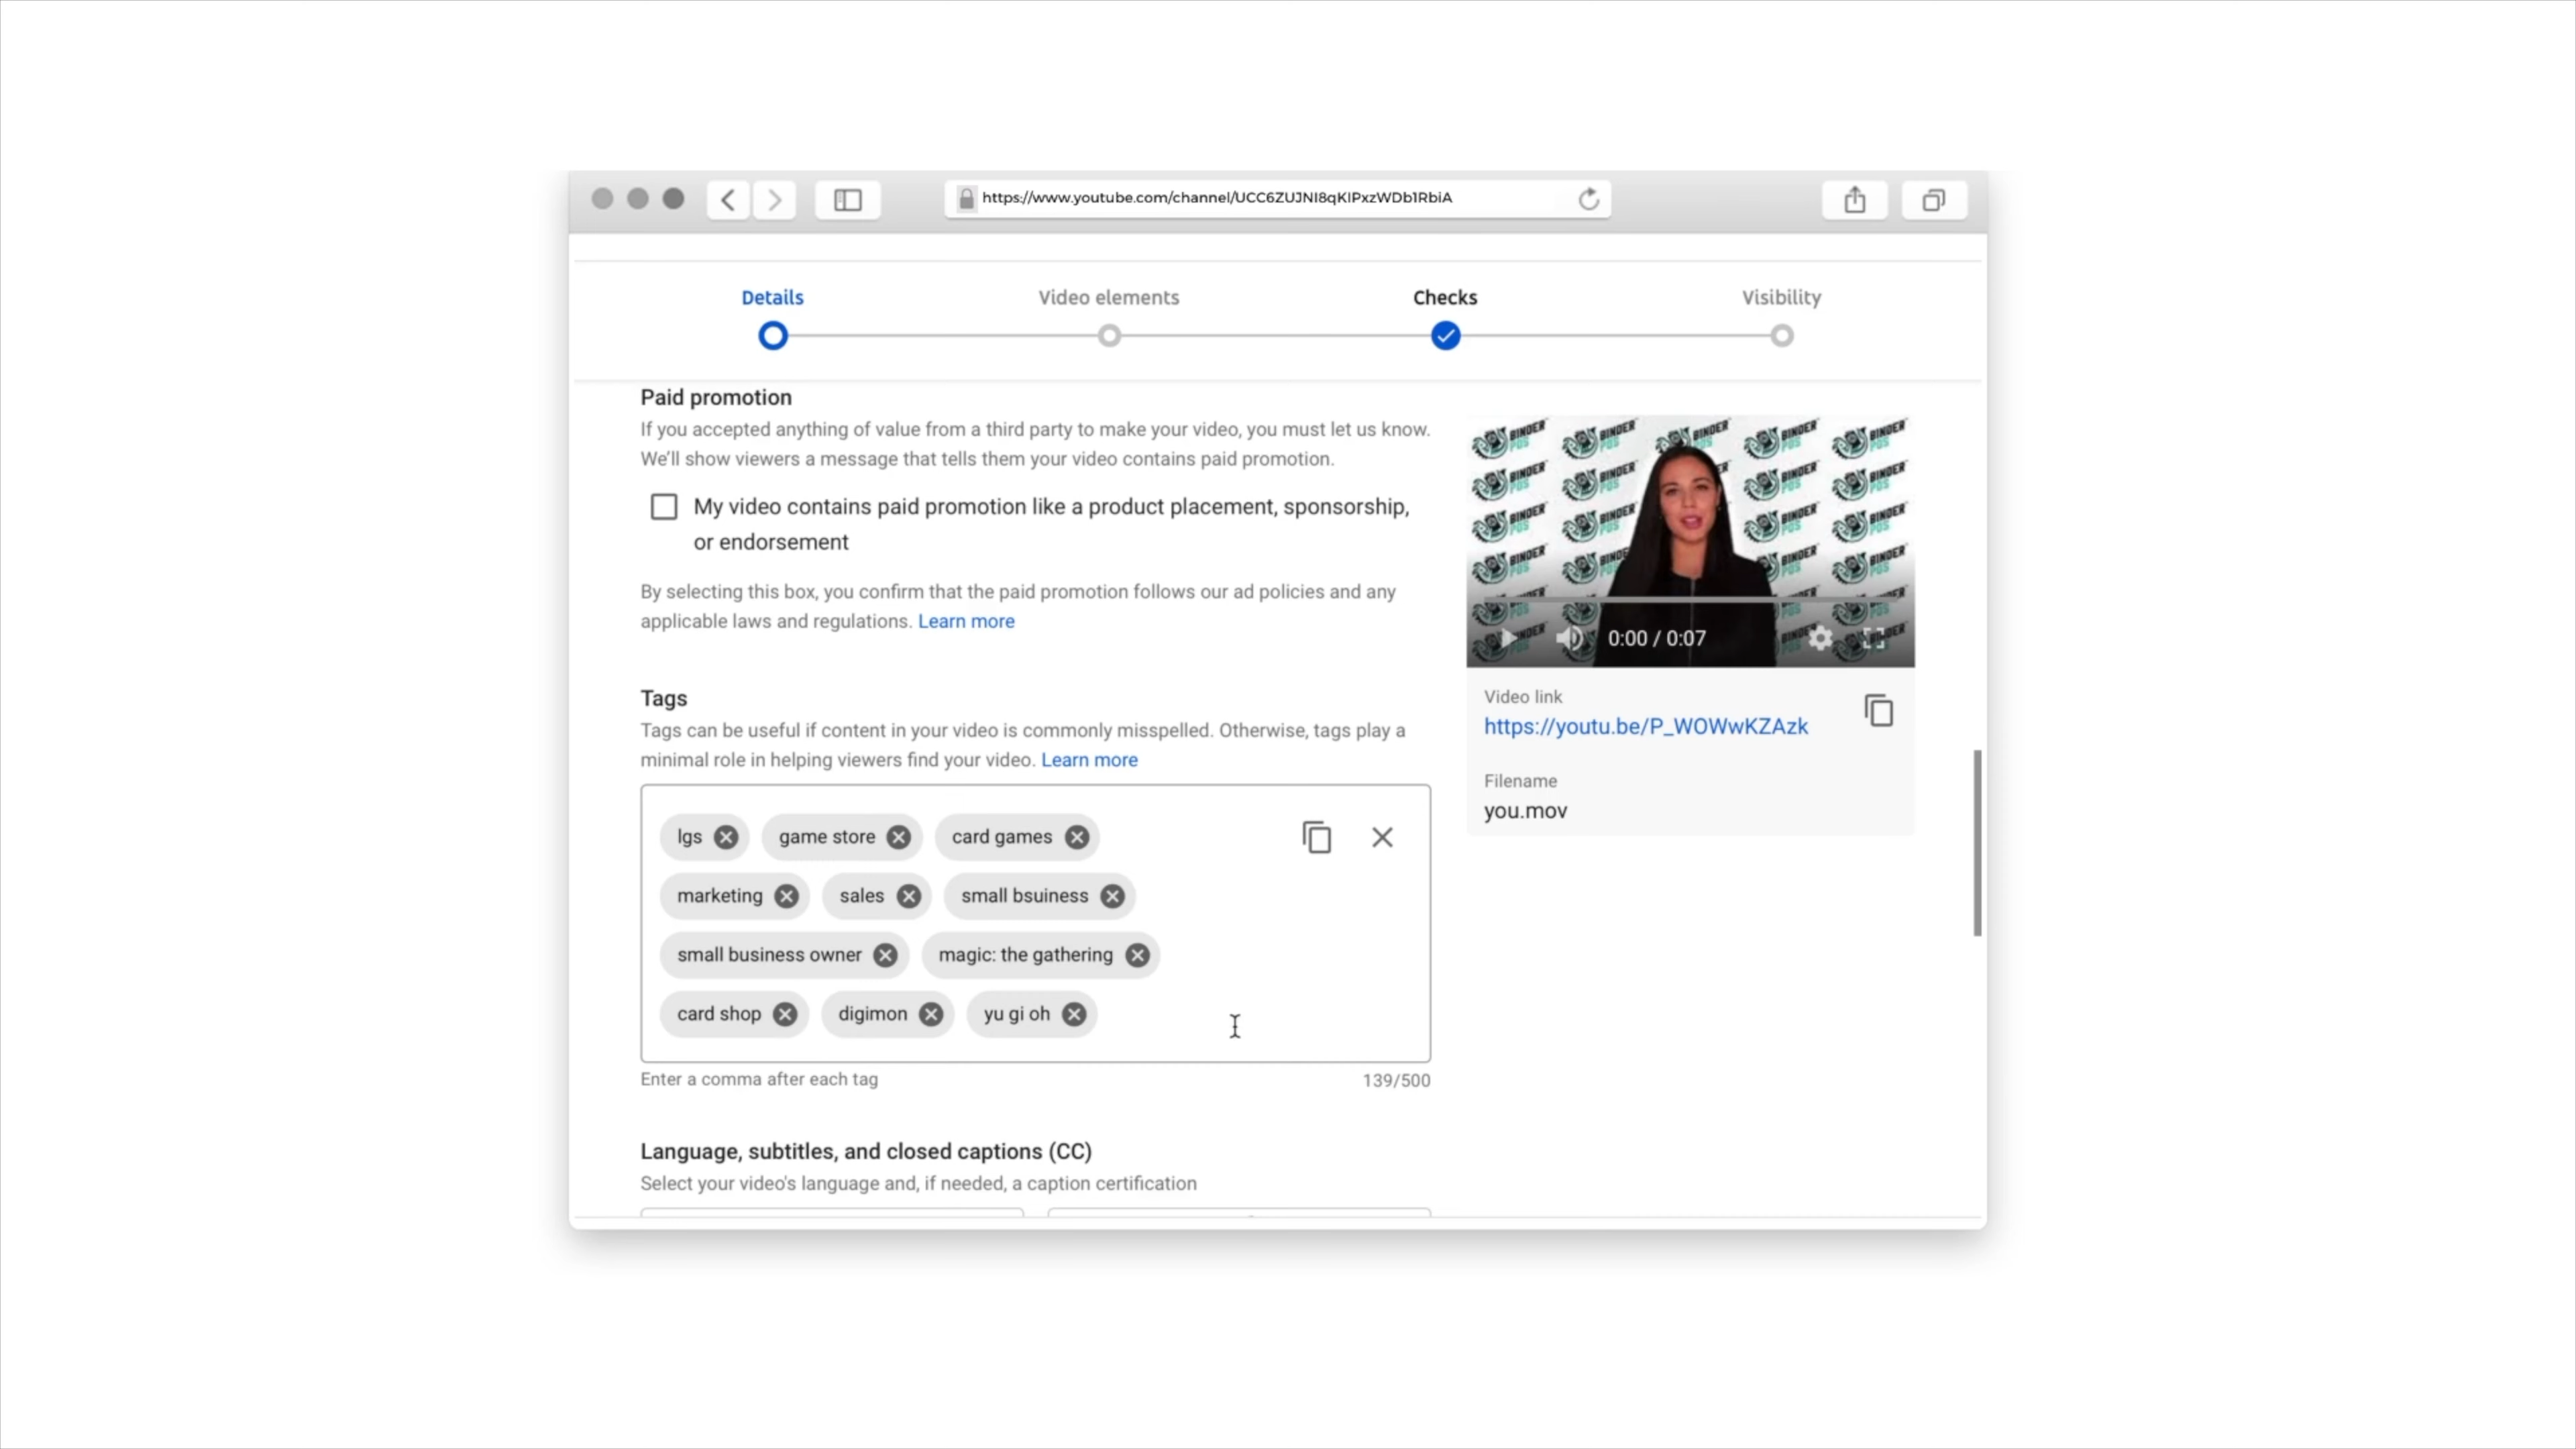 https://www.youtube.com/channel/UCC6ZUJNI8qKIPxzWDb1RbiA
Details
Video elements
Checks
Visibility
Paid promotion
If you accepted anything of value from a third party to make your video, you must let us know.
We'll show viewers a message that tells them your video contains paid promotion.
My video contains paid promotion like a product placement, sponsorship,
or endorsement
By selecting this box, you confirm that the paid promotion follows our ad policies and any
applicable laws and regulations. Learn more
BINDER POS
0:00 / 0:07
Video link
https://youtu.be/P_WOWwKZAzk
Filename
you.mov
Tags
Tags can be useful if content in your video is commonly misspelled. Otherwise, tags play a
minimal role in helping viewers find your video. Learn more
lgs game store card games
marketing sales small bsuiness
small business owner magic: the gathering
card shop digimon yu gi oh
Enter a comma after each tag 139/500
Language, subtitles, and closed captions (CC)
Select your video's language and, if needed, a caption certification